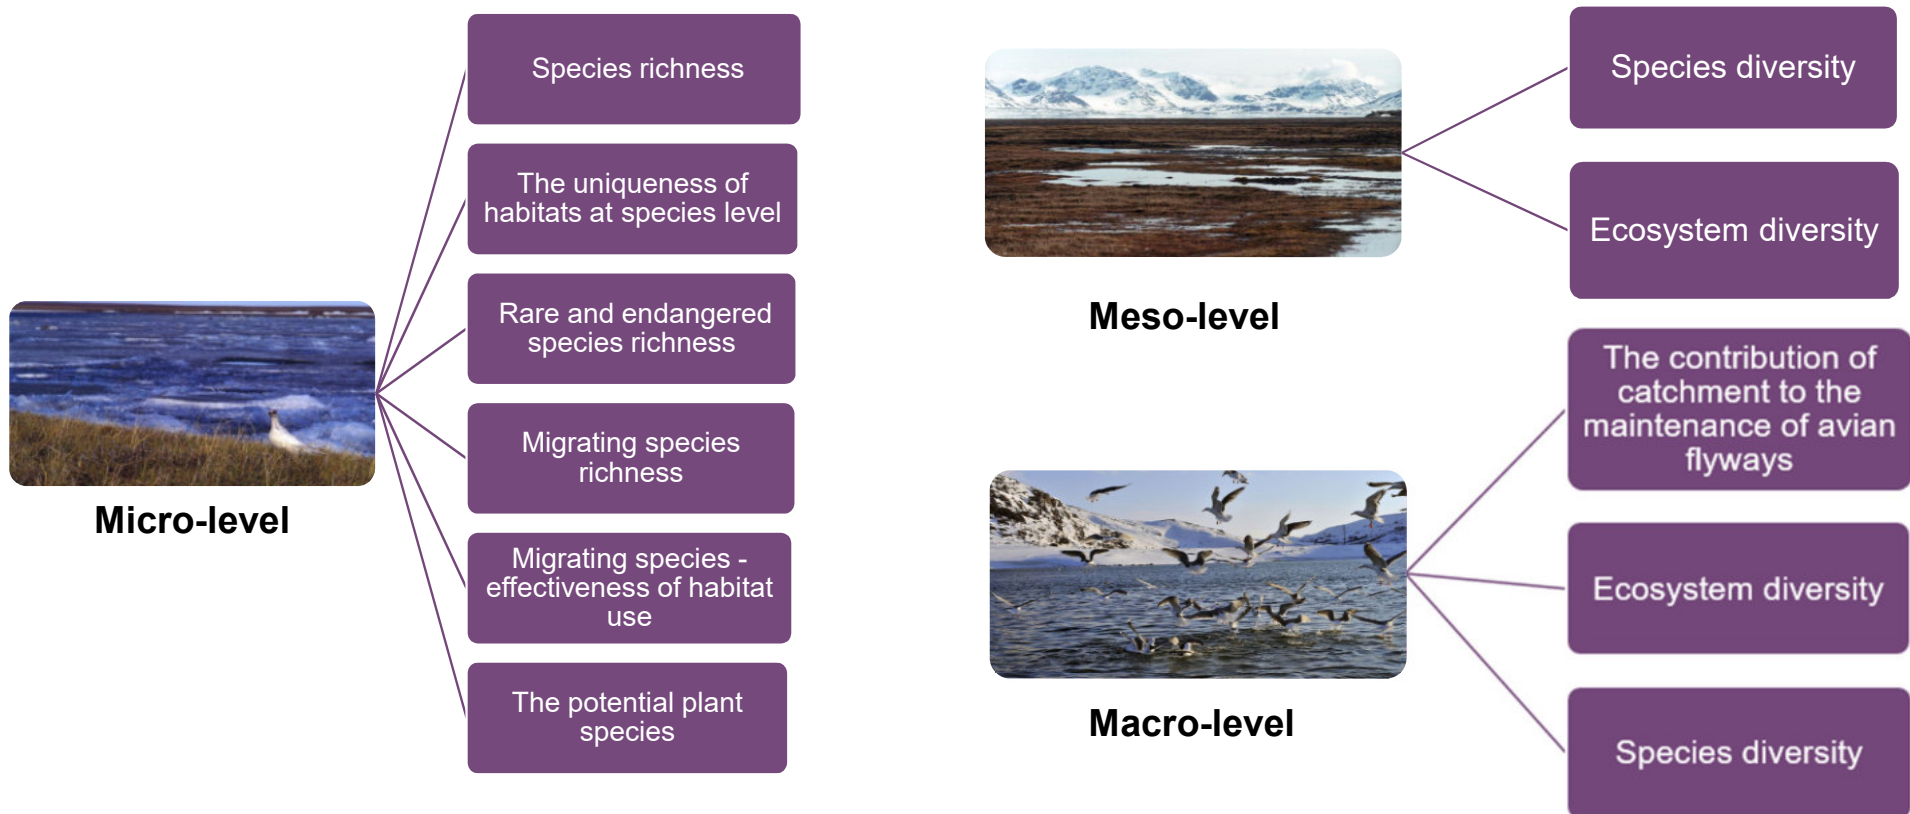 Species richness
The uniqueness of
habitats at species level
Rare and endangered
species richness
Migrating species
richness
Migrating species -
effectiveness of habitat
use
The potential plant
species
Micro-level
Species diversity
Ecosystem diversity
Meso-level
The contribution of
catchment to the
maintenance of avian
flyways
Ecosystem diversity
Species diversity
Macro-level